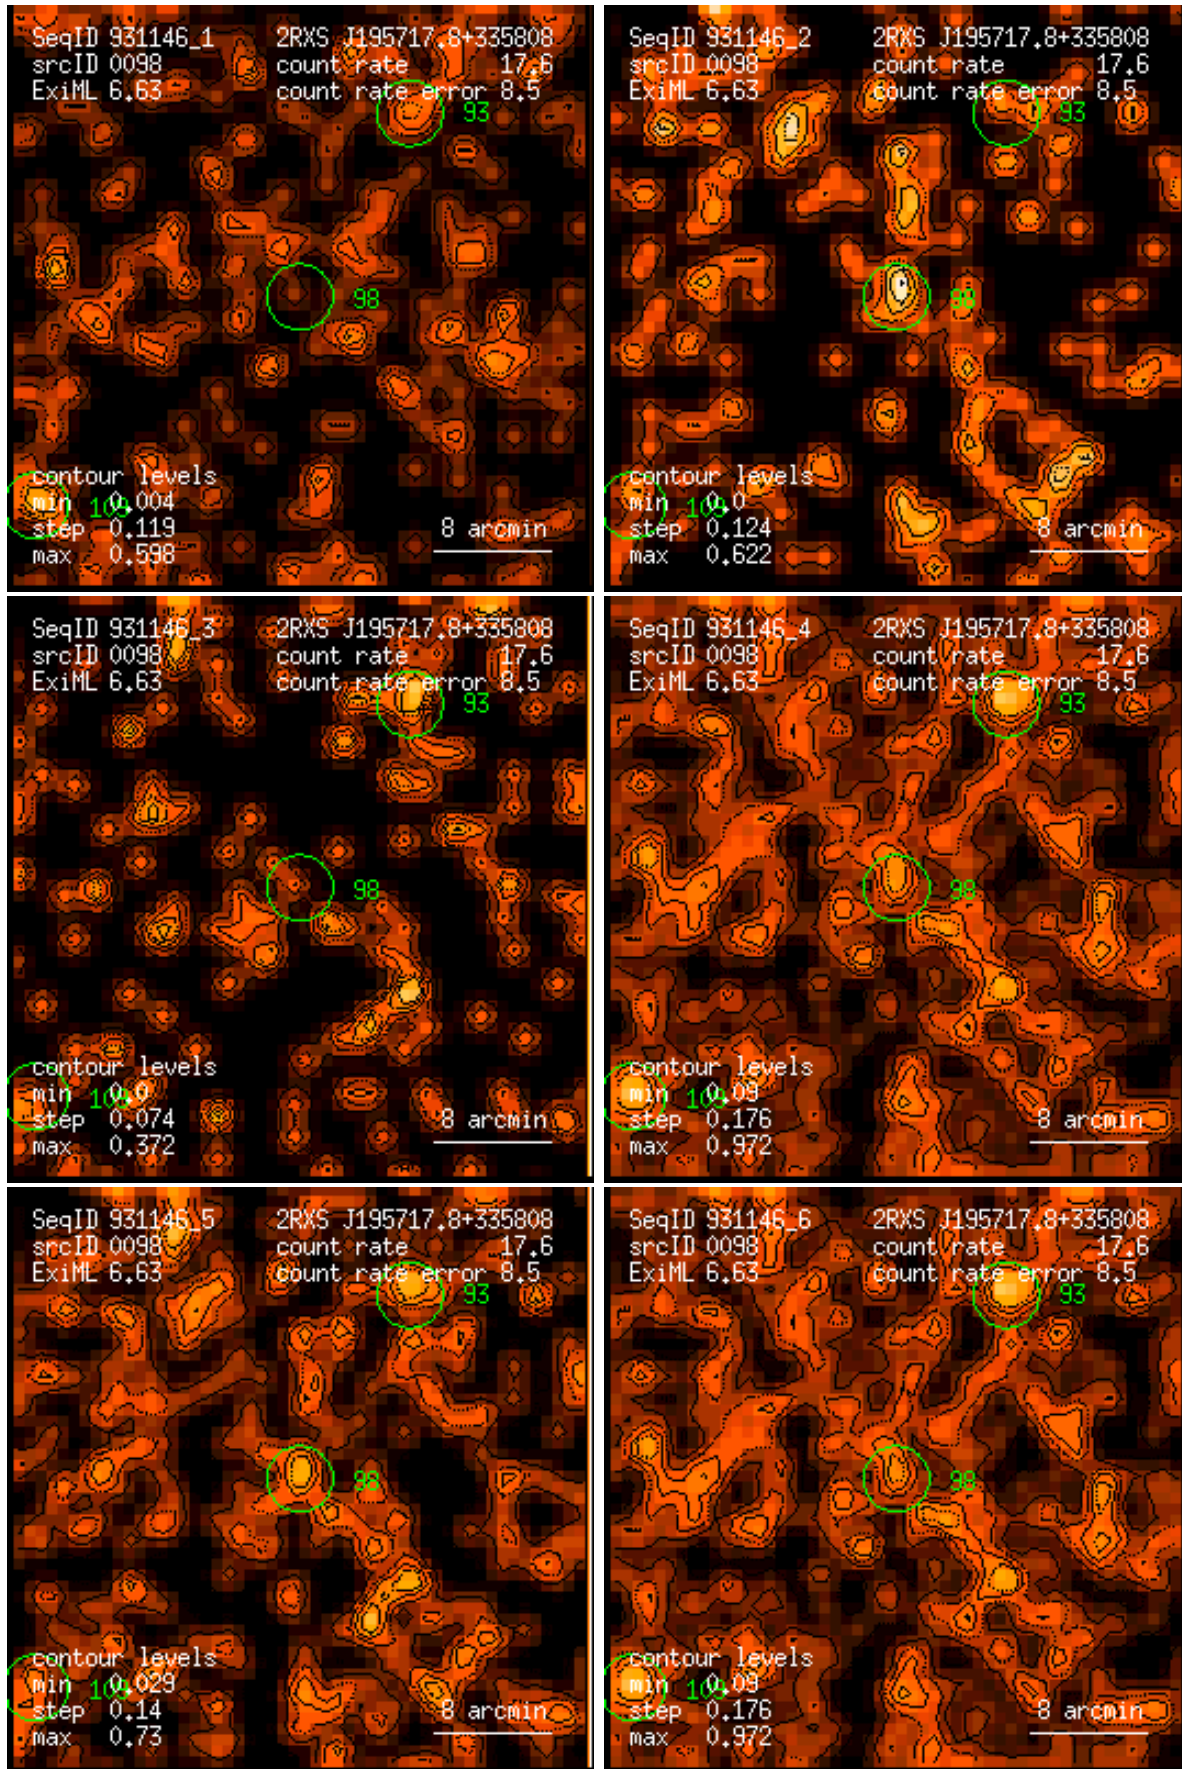 SeqID 931146_1 2RXS J195717.8+335808
srcID 0098 count rate 17.6
ExiML 6.63 count rate error 8.5
93
98
contour levels
min 0.004
109
step 0.119 8 arcmin
max 0.598
SeqID 931146_2 2RXS J195717.8+335808
srcID 0098 count rate 17.6
ExiML 6.63 count rate error 8.5
93
98
contour levels
min 0.0
109
step 0.124 8 arcmin
max 0.622
SeqID 931146_3 2RXS J195717.8+335808
srcID 0098 count rate 17.6
ExiML 6.63 count rate error 8.5
93
98
contour levels
min 0.0
109
step 0.074 8 arcmin
max 0.372
SeqID 931146_4 2RXS J195717.8+335808
srcID 0098 count rate 17.6
ExiML 6.63 count rate error 8.5
93
98
contour levels
min 0.09
109
step 0.176 8 arcmin
max 0.972
SeqID 931146_5 2RXS J195717.8+335808
srcID 0098 count rate 17.6
ExiML 6.63 count rate error 8.5
93
98
contour levels
min 0.029
109
step 0.14 8 arcmin
max 0.73
SeqID 931146_6 2RXS J195717.8+335808
srcID 0098 count rate 17.6
ExiML 6.63 count rate error 8.5
93
98
contour levels
min 0.09
109
step 0.176 8 arcmin
max 0.972